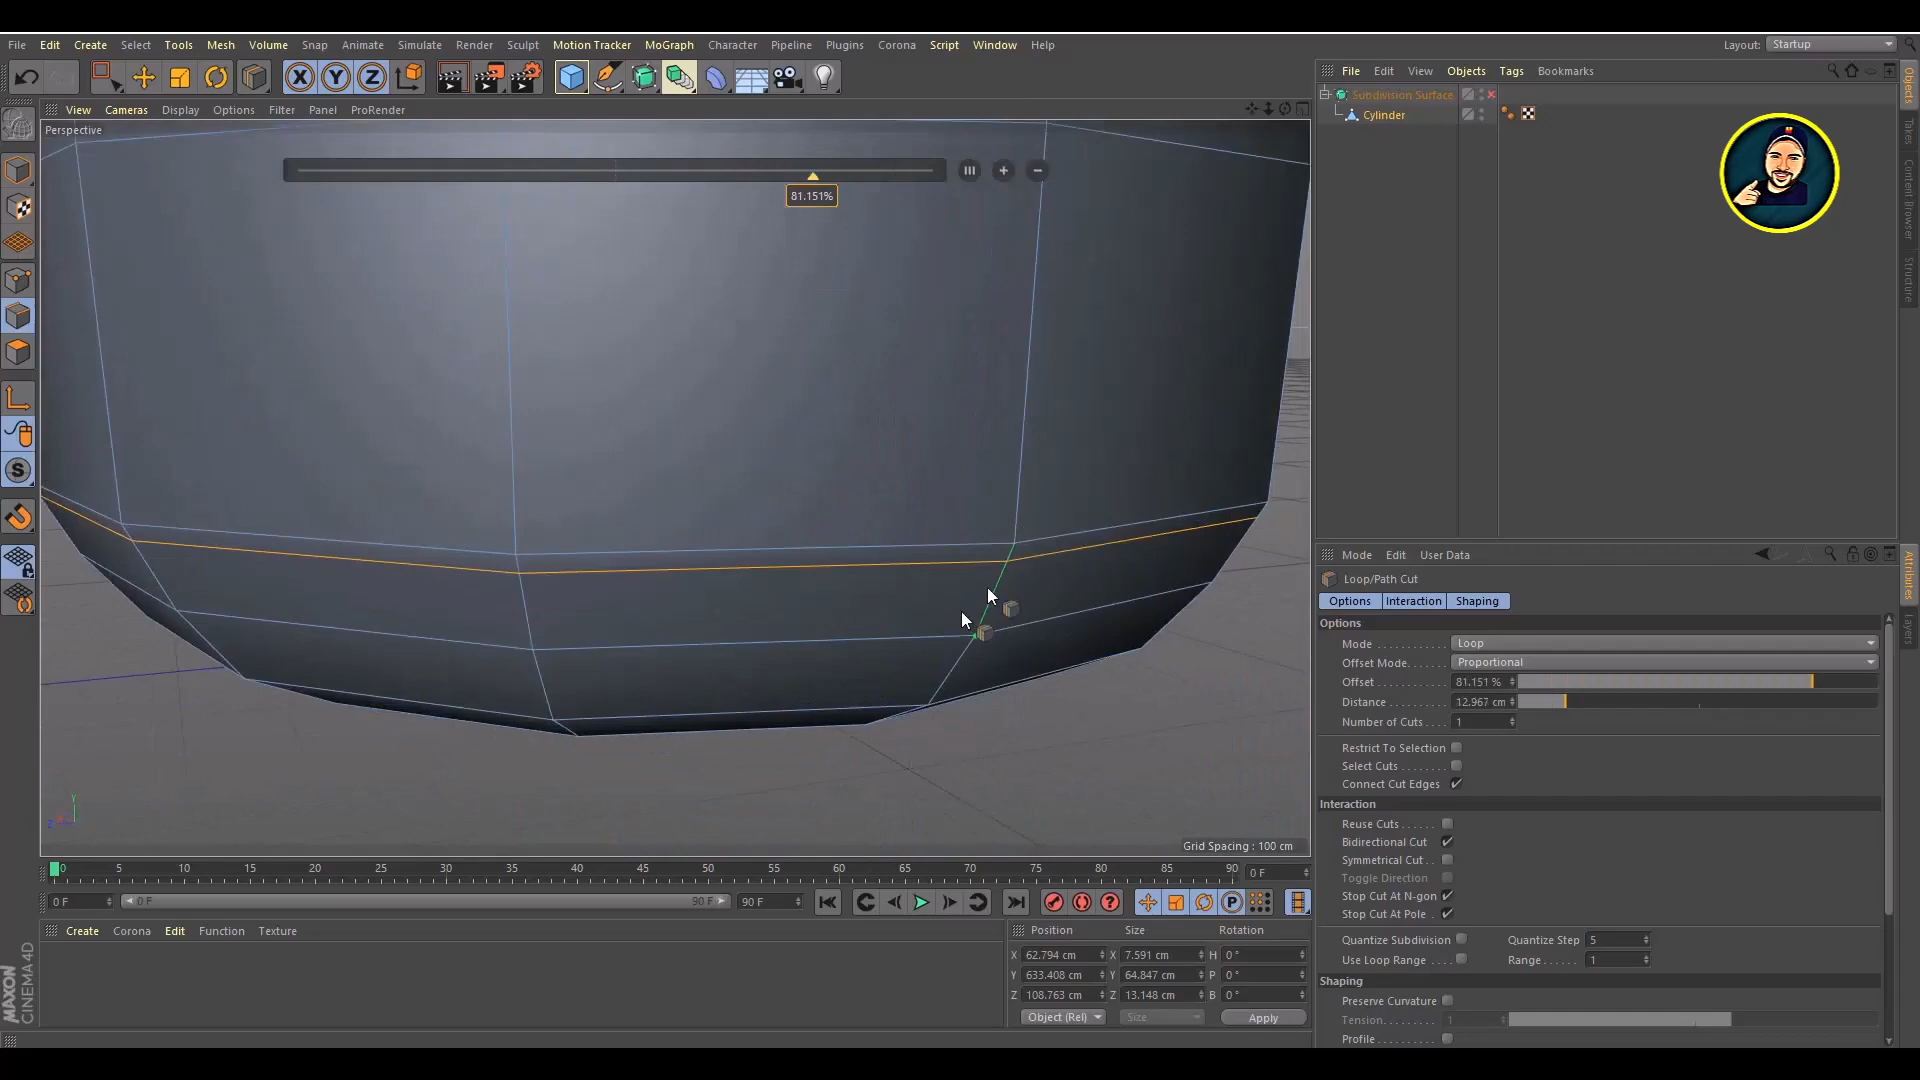 File Edit Create Select Tools Mesh Volume Snap Animate Simulate Render Sculpt Motion Tracker MoGraph Character Pipeline Plugins Corona Script Window Help Layout: Startup
X Y Z
File Edit View Objects Tags Bookmarks
View Cameras Display Options Filter Panel ProRender
Perspective
Subdivision Surface
Cylinder
81.151%
Objects
Takes
Content Browser
Structure
Mode Edit User Data
Loop/Path Cut
Options Interaction Shaping
Options
Mode Loop
Offset Mode Proportional
Offset 81.151 %
Distance 12.967 cm
Number of Cuts 1
Restrict To Selection
Select Cuts
Connect Cut Edges
Interaction
Reuse Cuts
Bidirectional Cut
Symmetrical Cut
Toggle Direction
Stop Cut At N-gon
Stop Cut At Pole
Quantize Subdivision Quantize Step 5
Use Loop Range Range 1
Shaping
Preserve Curvature
Tension 1
Profile
Attributes
Layers
Y
Z
Grid Spacing : 100 cm
0 5 10 15 20 25 30 35 40 45 50 55 60 65 70 75 80 85 90 0 F
0 F 0 F 90 F 90 F
Create Corona Edit Function Texture
Position Size Rotation
X 62.794 cm X 7.591 cm H 0 °
Y 633.408 cm Y 64.847 cm P 0 °
Z 108.763 cm Z 13.148 cm B 0 °
Object (Rel) Size Apply
MAXON
CINEMA 4D